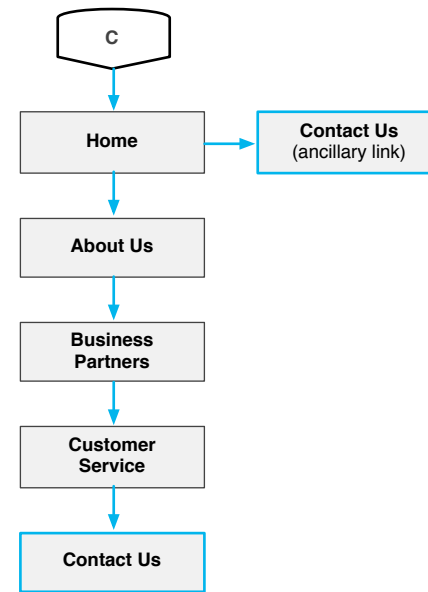 C
Home
Contact Us
(ancillary link)
About Us
Business
Partners
Customer
Service
Contact Us